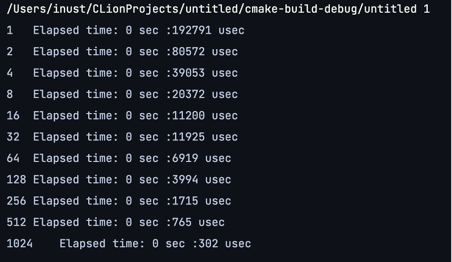 /Users/inust/CLionProjects/untitled/cmake-build-debug/untitled 1
1 Elapsed time: 0 sec :192791 usec
2 Elapsed time: 0 sec :80572 usec
4 Elapsed time: 0 sec :39053 usec
8 Elapsed time: 0 sec :20372 usec
16 Elapsed time: 0 sec :11200 usec
32 Elapsed time: 0 sec :11925 usec
64 Elapsed time: 0 sec :6919 usec
128 Elapsed time: 0 sec :3994 usec
256 Elapsed time: 0 sec :1715 usec
512 Elapsed time: 0 sec :765 usec
1024 Elapsed time: 0 sec :302 usec